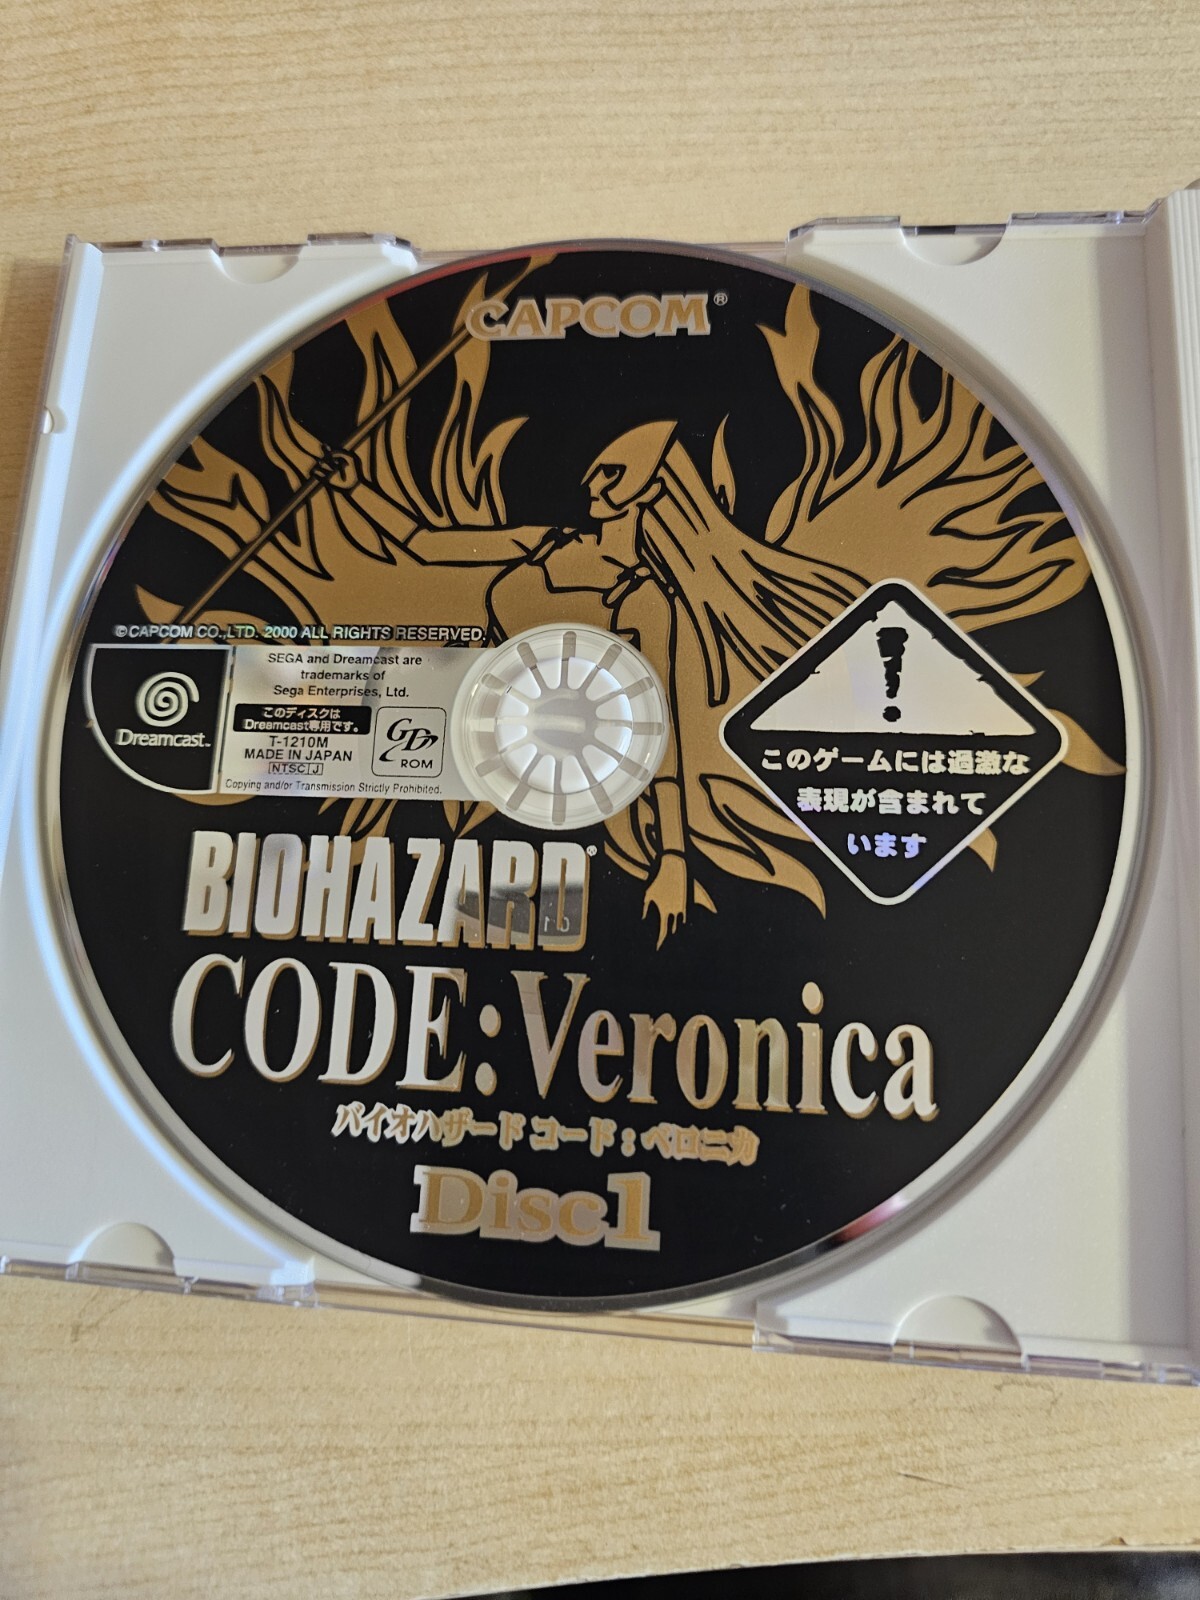 CAPCOM®
©CAPCOM CO.,LTD. 2000 ALL RIGHTS RESERVED.
SEGA and Dreamcast are
trademarks of
Sega Enterprises, Ltd.
このディスクは
Dreamcast専用です。
T-1210M
MADE IN JAPAN
NTSC J
Copying and/or Transmission Strictly Prohibited.
Dreamcast™
GD
ROM
!
このゲームには過激な
表現が含まれて
います
BIOHAZARD®
CODE:Veronica
バイオハザード コード:ベロニカ
Disc1